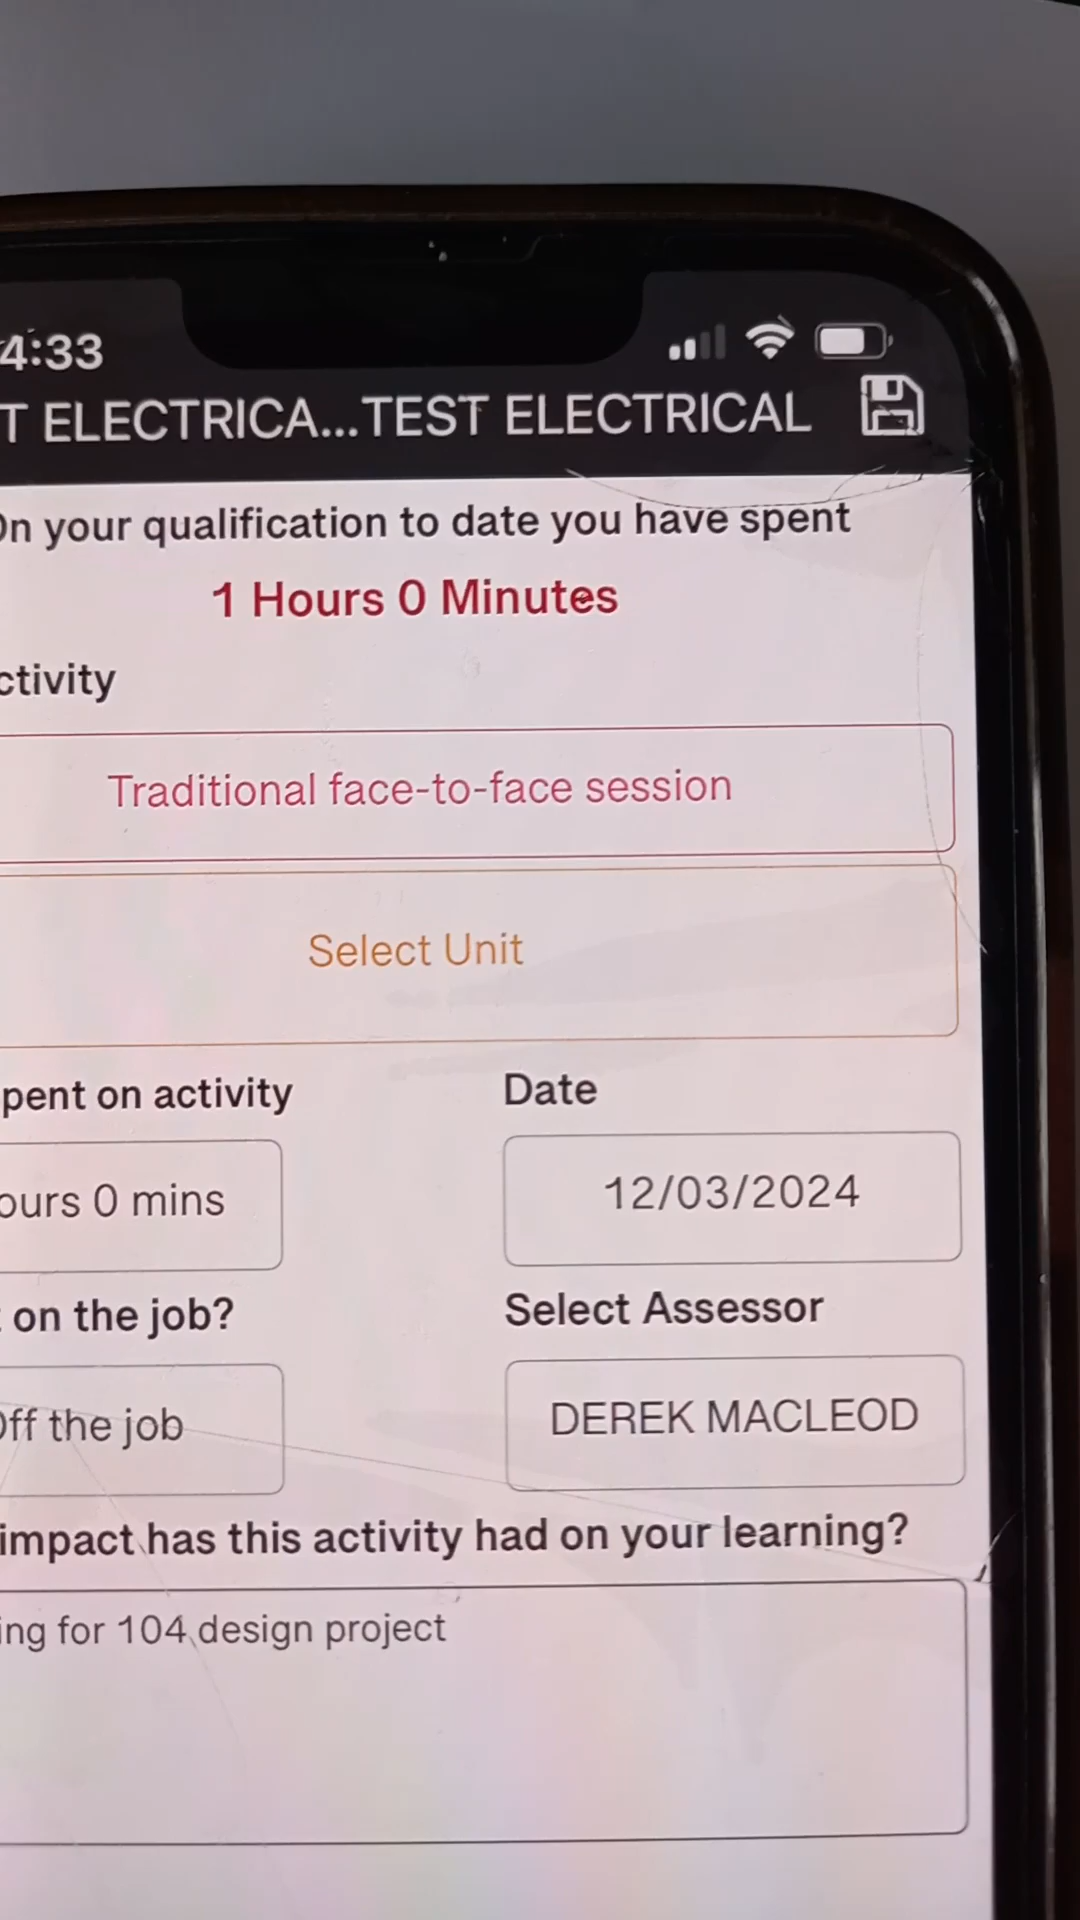 4:33
T ELECTRICA...TEST ELECTRICAL
On your qualification to date you have spent
1 Hours 0 Minutes
ctivity
Traditional face-to-face session
Select Unit
pent on activity
Date
ours 0 mins
12/03/2024
on the job?
Select Assessor
Off the job
DEREK MACLEOD
impact has this activity had on your learning?
ing for 104 design project